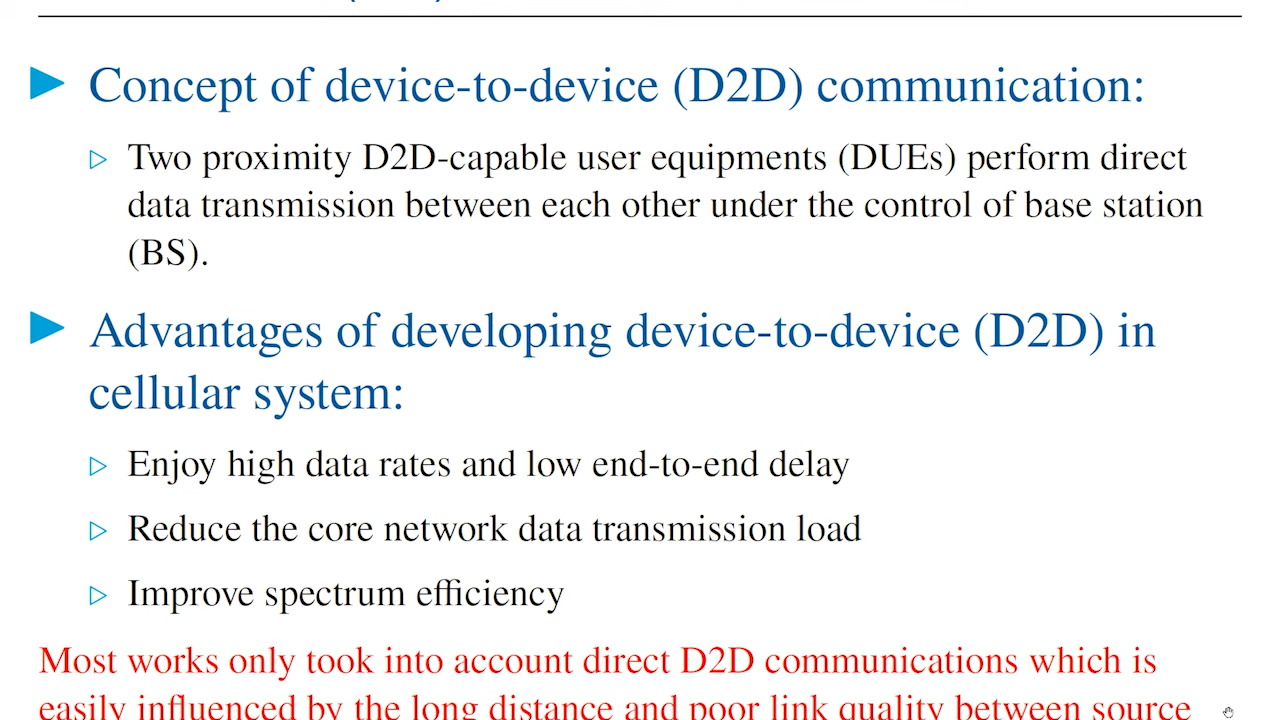 Concept of device-to-device (D2D) communication:
Two proximity D2D-capable user equipments (DUEs) perform direct
data transmission between each other under the control of base station
(BS).
Advantages of developing device-to-device (D2D) in
cellular system:
Enjoy high data rates and low end-to-end delay
Reduce the core network data transmission load
Improve spectrum efficiency
Most works only took into account direct D2D communications which is
easily influenced by the long distance and poor link quality between source